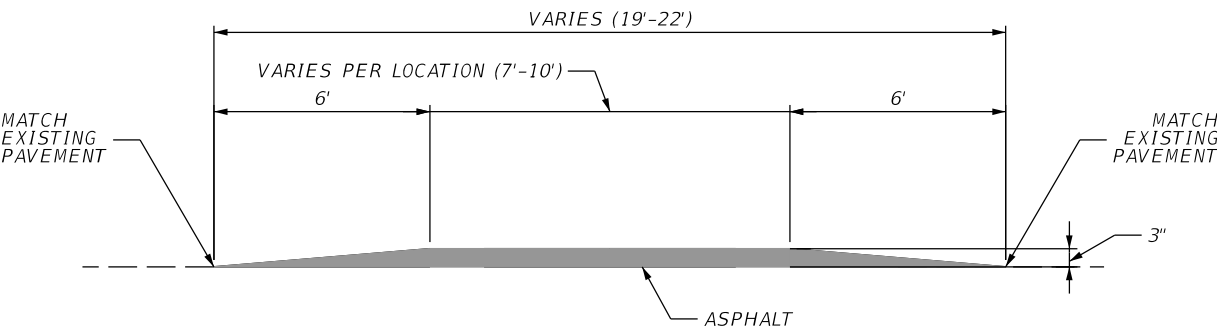 VARIES (19'-22')
VARIES PER LOCATION (7'-10')
6'
6'
MATCH
EXISTING
PAVEMENT
MATCH
EXISTING
PAVEMENT
3"
ASPHALT